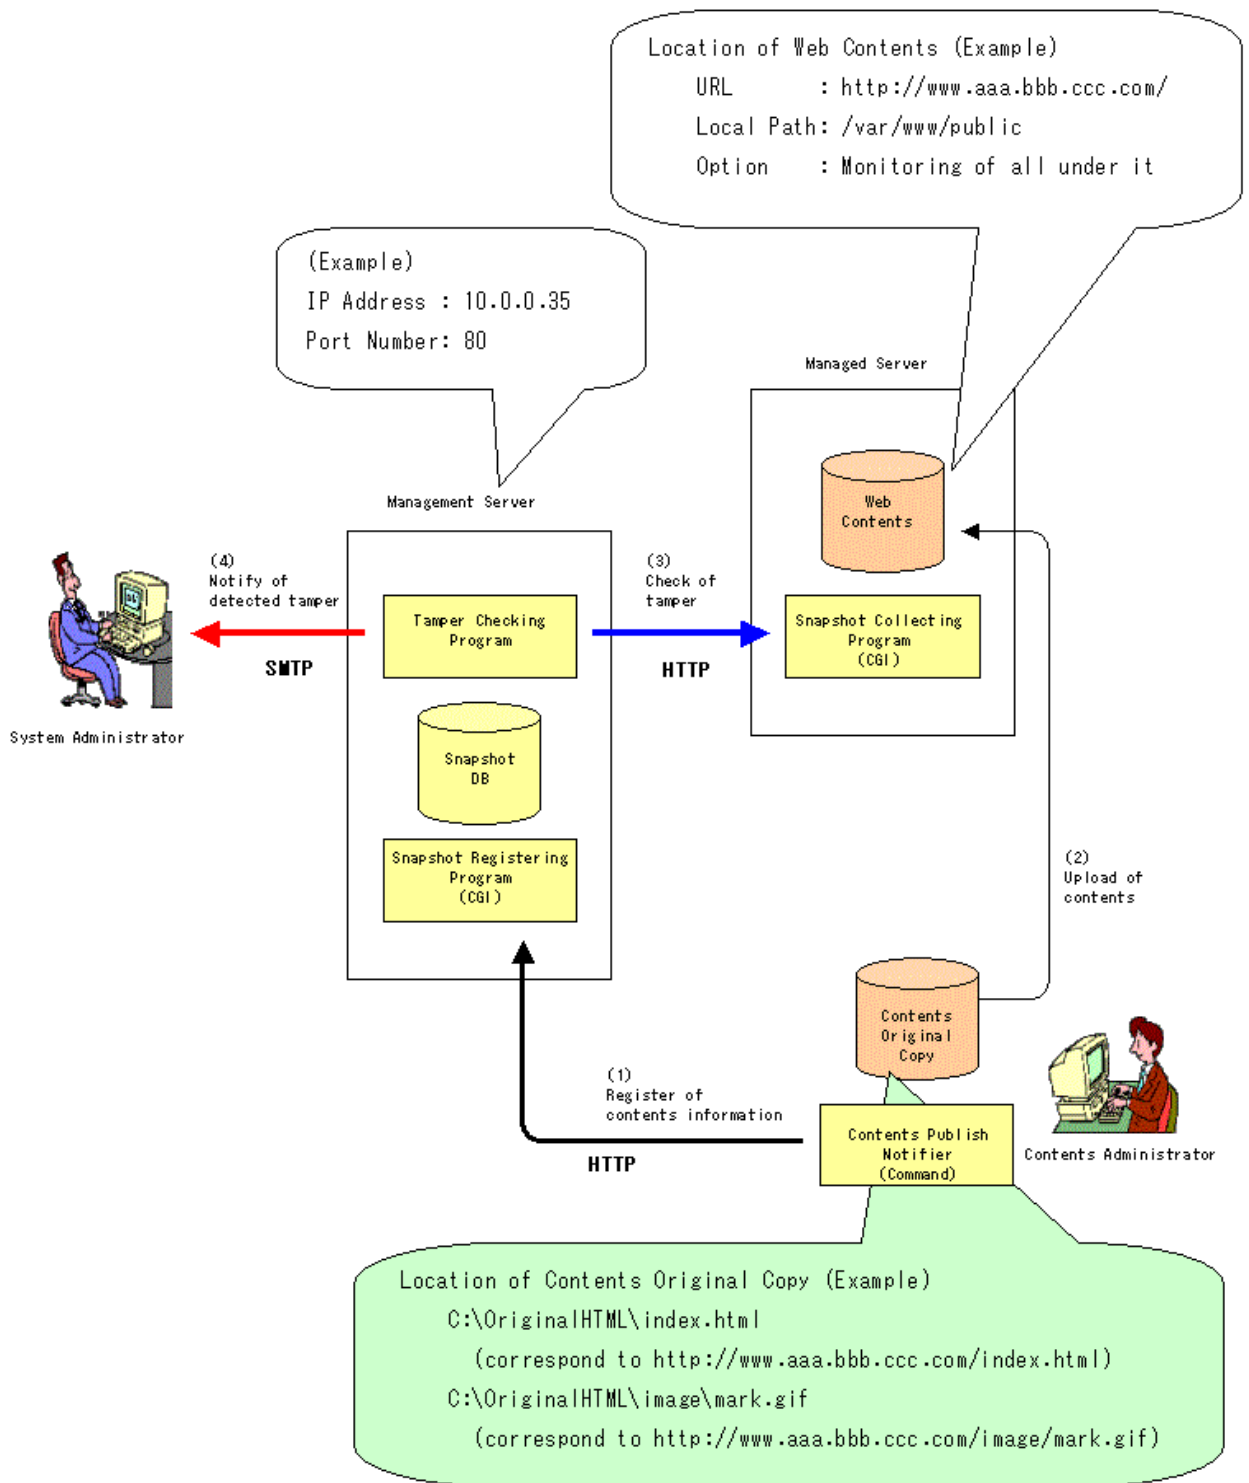 Location of Web Contents (Example)
URL : http://www.aaa.bbb.ccc.com/
Local Path: /var/www/public
Option : Monitoring of all under it
(Example)
IP Address : 10.0.0.35
Port Number: 80
Managed Server
Web
Contents
Management Server
(4)
Notify of
detected tamper
SMTP
Tamper Checking
Program
(3)
Check of
tamper
HTTP
Snapshot Collecting
Program
(CGI)
System Administrator
Snapshot
DB
Snapshot Registering
Program
(CGI)
(2)
Upload of
contents
Contents
Original
Copy
(1)
Register of
contents information
HTTP
Contents Publish
Notifier
(Command)
Contents Administrator
Location of Contents Original Copy (Example)
C:\OriginalHTML\index.html
(correspond to http://www.aaa.bbb.ccc.com/index.html)
C:\OriginalHTML\image\mark.gif
(correspond to http://www.aaa.bbb.ccc.com/image/mark.gif)